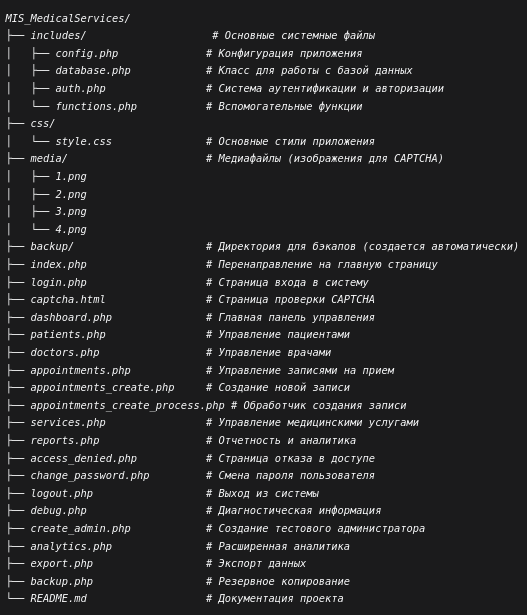 MIS_MedicalServices/
├── includes/                    # Основные системные файлы
│   ├── config.php              # Конфигурация приложения
│   ├── database.php            # Класс для работы с базой данных
│   ├── auth.php                # Система аутентификации и авторизации
│   └── functions.php           # Вспомогательные функции
├── css/
│   └── style.css               # Основные стили приложения
├── media/                      # Медиафайлы (изображения для CAPTCHA)
│   ├── 1.png
│   ├── 2.png
│   ├── 3.png
│   └── 4.png
├── backup/                     # Директория для бэкапов (создается автоматически)
├── index.php                   # Перенаправление на главную страницу
├── login.php                   # Страница входа в систему
├── captcha.html                # Страница проверки CAPTCHA
├── dashboard.php               # Главная панель управления
├── patients.php                # Управление пациентами
├── doctors.php                 # Управление врачами
├── appointments.php            # Управление записями на прием
├── appointments_create.php     # Создание новой записи
├── appointments_create_process.php # Обработчик создания записи
├── services.php                # Управление медицинскими услугами
├── reports.php                 # Отчетность и аналитика
├── access_denied.php           # Страница отказа в доступе
├── change_password.php          # Смена пароля пользователя
├── logout.php                  # Выход из системы
├── debug.php                   # Диагностическая информация
├── create_admin.php            # Создание тестового администратора
├── analytics.php               # Расширенная аналитика
├── export.php                  # Экспорт данных
├── backup.php                  # Резервное копирование
└── README.md                   # Документация проекта